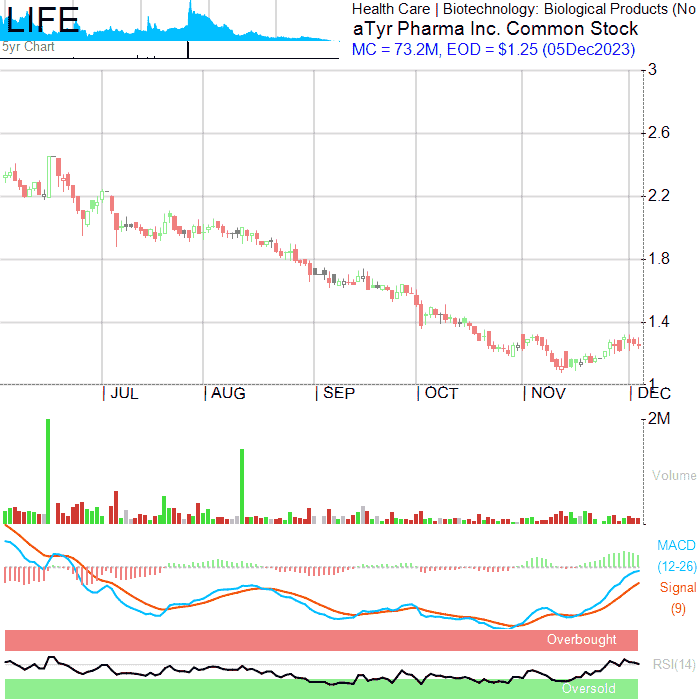 LIFE
Health Care | Biotechnology: Biological Products (No
aTyr Pharma Inc. Common Stock
5yr Chart
MC = 73.2M, EOD = $1.25 (05Dec2023)
3
2.6
2.2
1.8
1.4
1
JUL
AUG
SEP
OCT
NOV
DEC
2M
Volume
MACD
(12-26)
Signal
(9)
Overbought
RSI(14)
Oversold